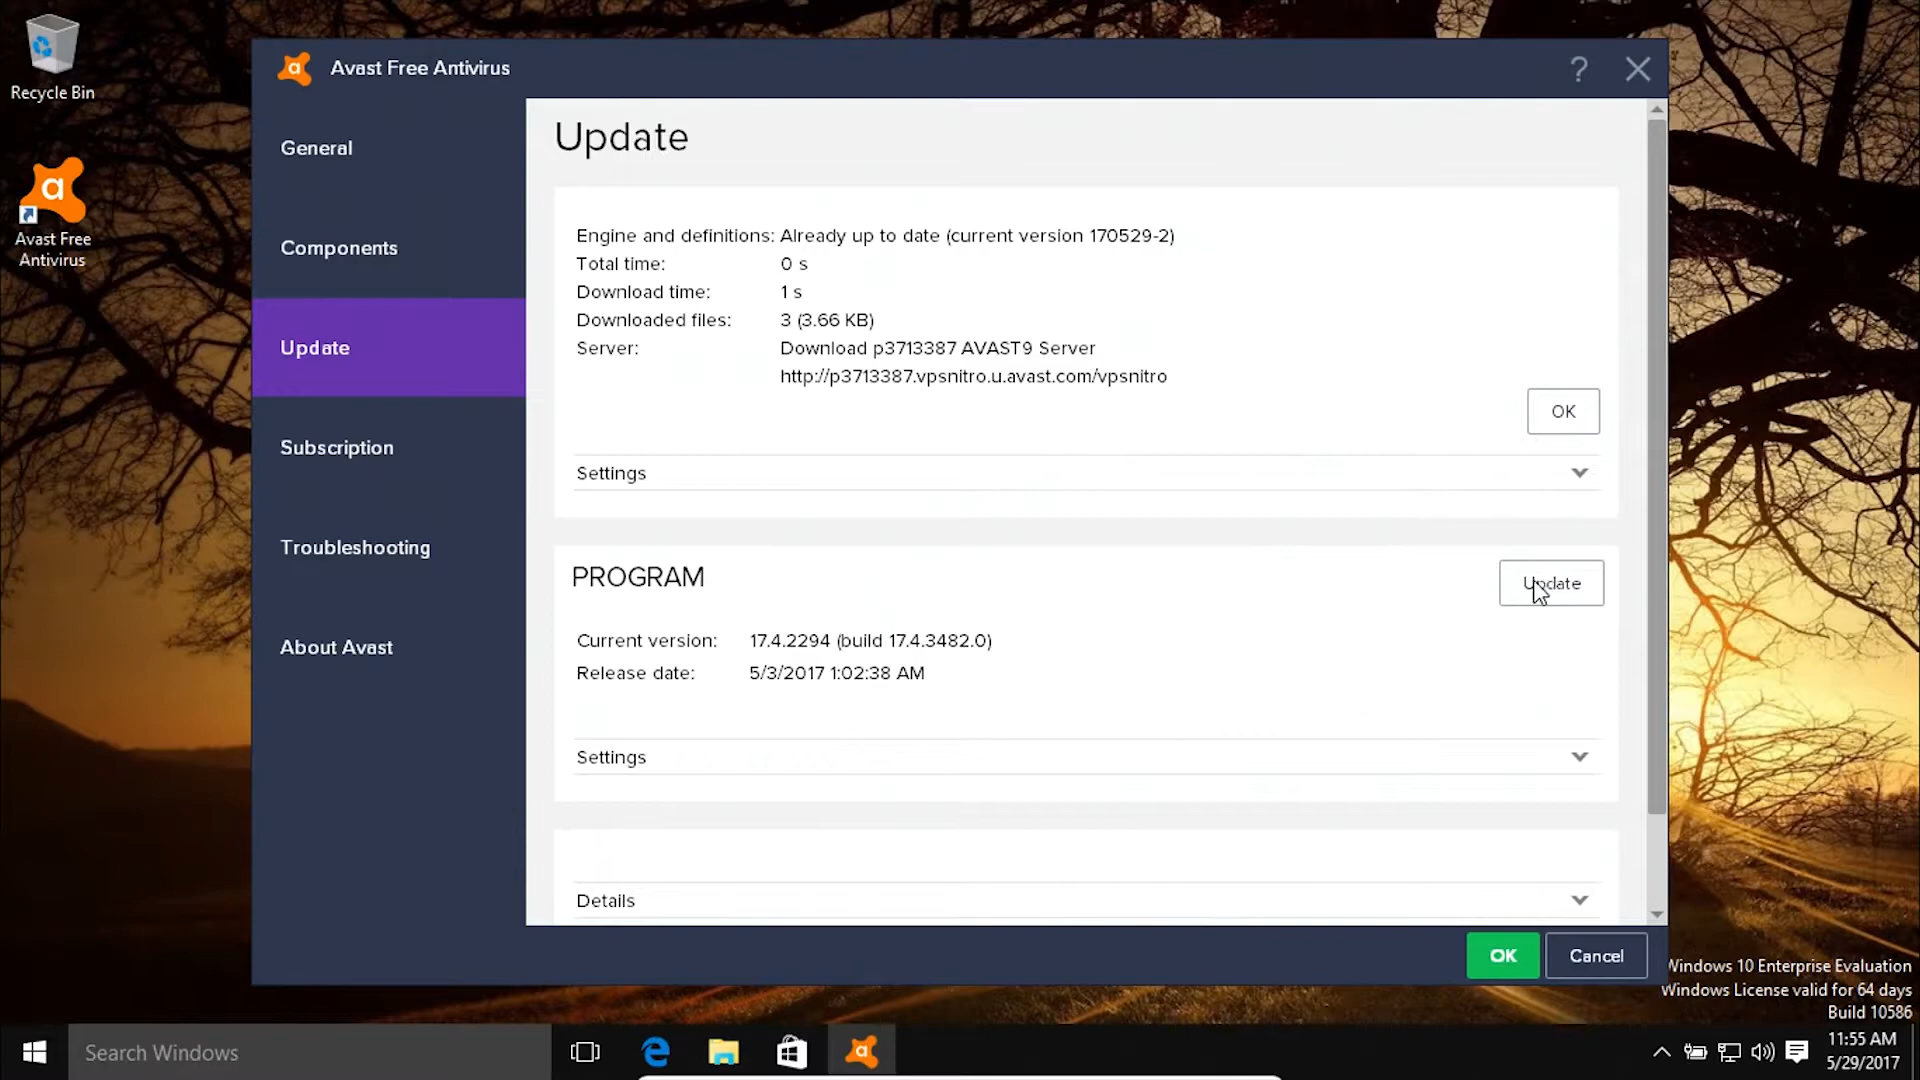 Recycle Bin
Avast Free
Antivirus
a Avast Free Antivirus
?
General
Components
Update
Subscription
Troubleshooting
About Avast
Update
Engine and definitions: Already up to date (current version 170529-2)
Total time: 0 s
Download time: 1 s
Downloaded files: 3 (3.66 KB)
Server: Download p3713387 AVAST9 Server
http://p3713387.vpsnitro.u.avast.com/vpsnitro
OK
Settings
PROGRAM
Update
Current version: 17.4.2294 (build 17.4.3482.0)
Release date: 5/3/2017 1:02:38 AM
Settings
Details
OK Cancel
Windows 10 Enterprise Evaluation
Windows License valid for 64 days
Build 10586
Search Windows
11:55 AM
5/29/2017